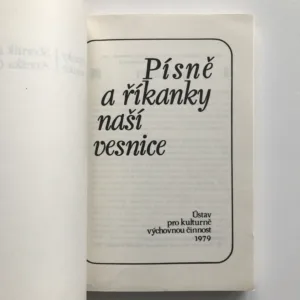 Písně
a říkanky
naší
vesnice
Ústav
pro kulturně
výchovnou činnost
1979